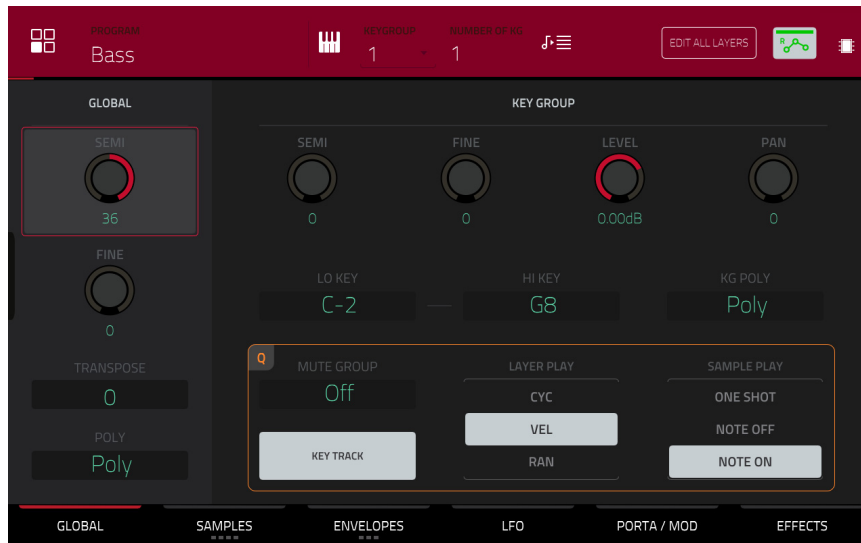 PROGRAM
Bass
KEYGROUP
1
NUMBER OF KG
1
EDIT ALL LAYERS
R
GLOBAL
KEY GROUP
SEMI
36
FINE
0
TRANSPOSE
0
POLY
Poly
SEMI
0
FINE
0
LEVEL
0.00dB
PAN
0
LO KEY
C-2
HI KEY
G8
KG POLY
Poly
Q
MUTE GROUP
Off
KEY TRACK
LAYER PLAY
CYC
VEL
RAN
SAMPLE PLAY
ONE SHOT
NOTE OFF
NOTE ON
GLOBAL
SAMPLES
ENVELOPES
LFO
PORTA / MOD
EFFECTS